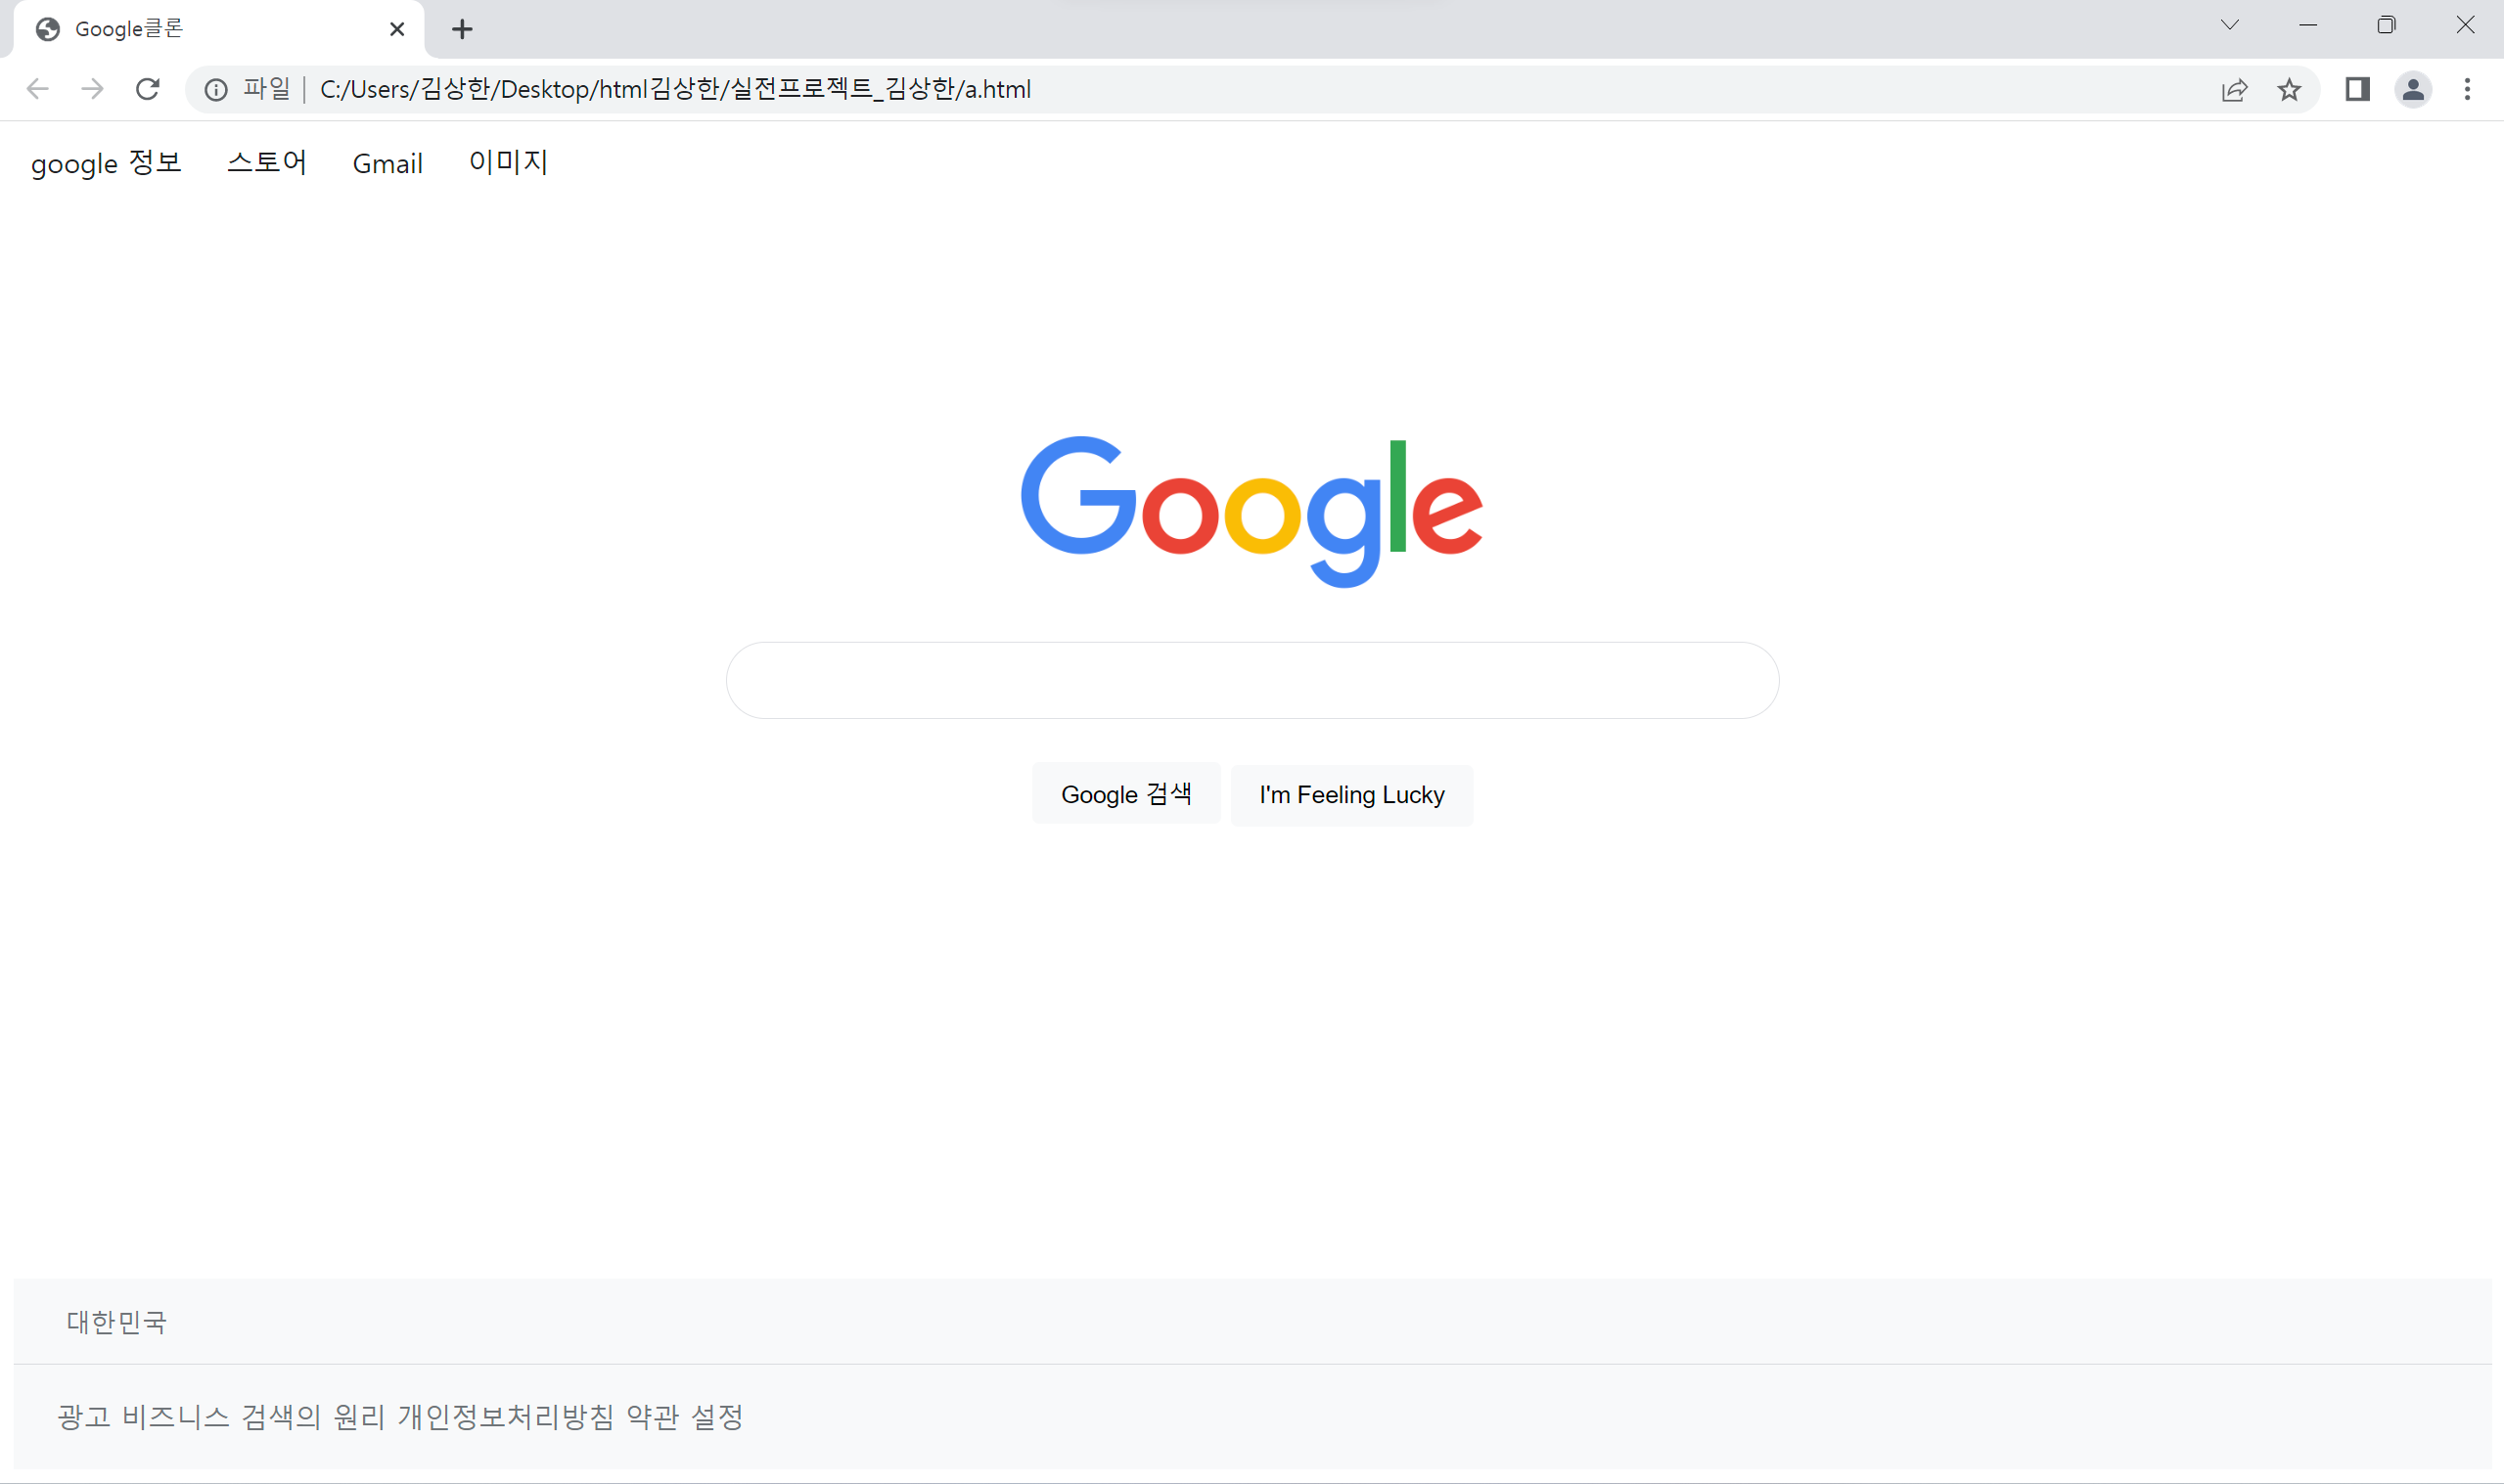 Google클론
파일 | C:/Users/김상한/Desktop/html김상한/실전프로젝트_김상한/a.html
google 정보 스토어 Gmail 이미지
Google
Google 검색 I'm Feeling Lucky
대한민국
광고 비즈니스 검색의 원리 개인정보처리방침 약관 설정